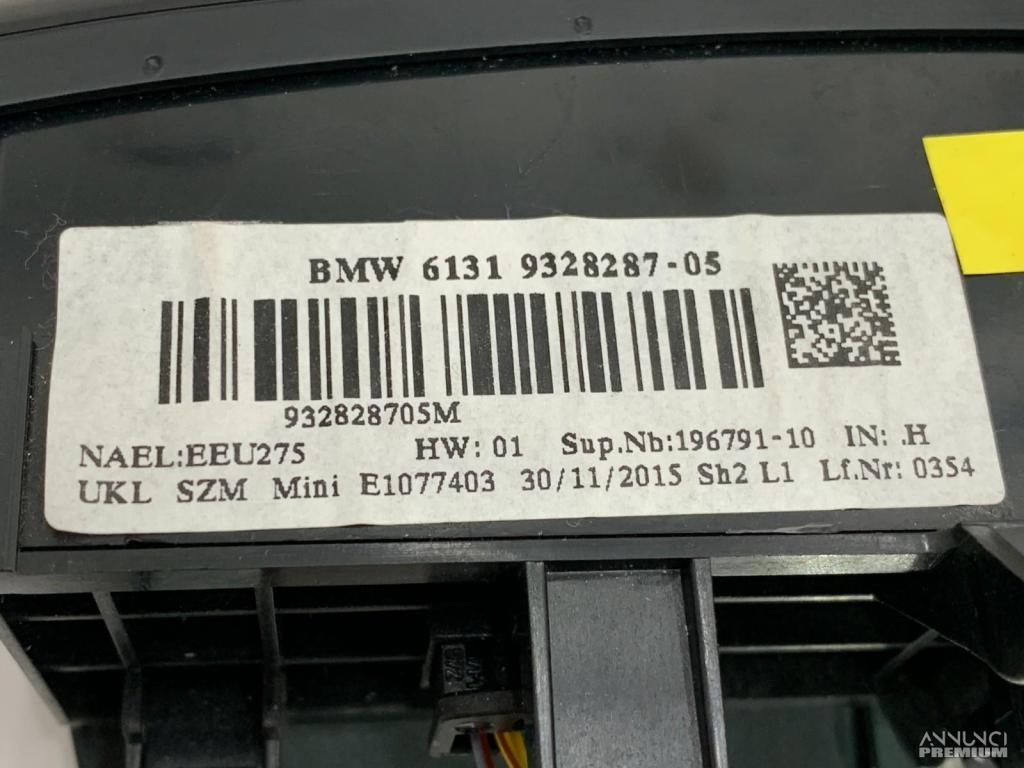 BMW 6131 9328287-05
932828705M
NAEL:EEU275 HW: 01 Sup.Nb:196791-10 IN: .H
UKL SZM Mini E1077403 30/11/2015 Sh2 L1 Lf.Nr: 0354
ANNUNCI
PREMIUM